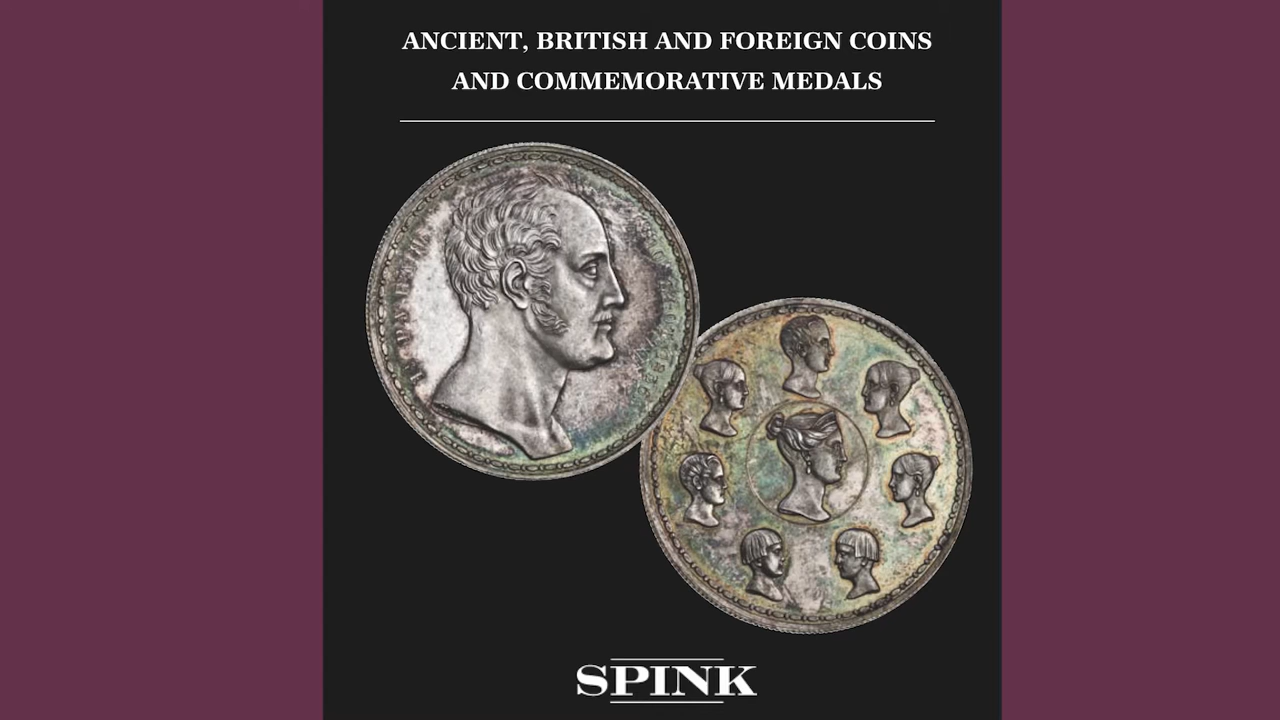 ANCIENT, BRITISH AND FOREIGN COINS
AND COMMEMORATIVE MEDALS
SPINK